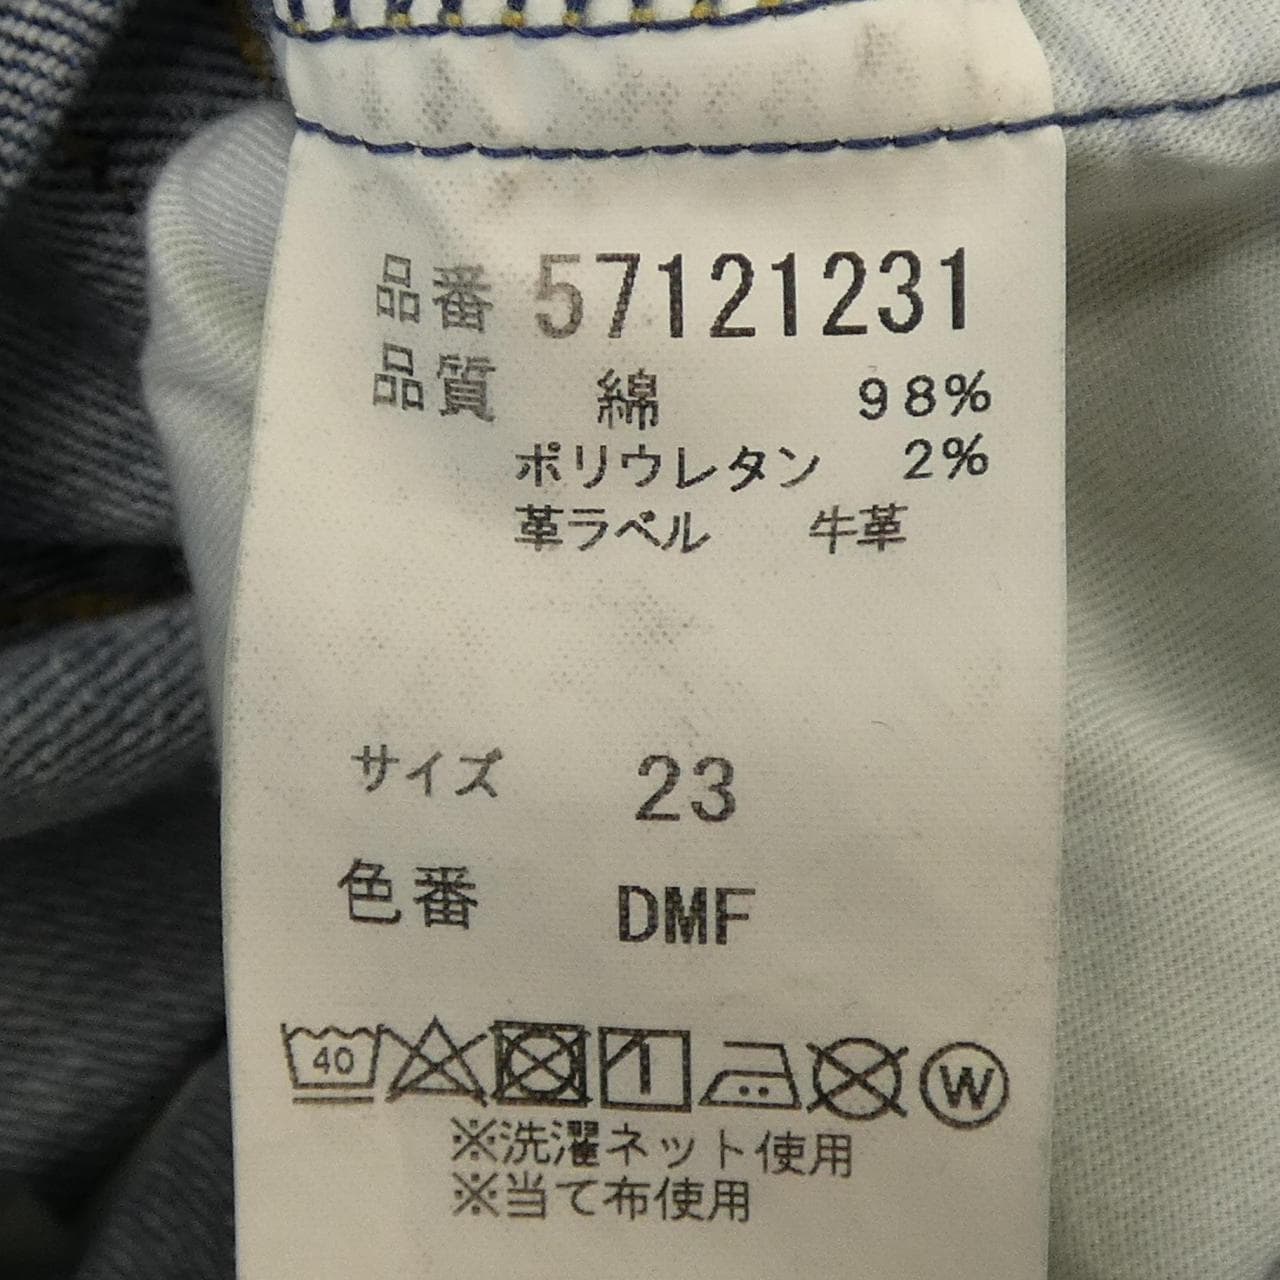 品番 57121231
品質 綿 98%
ポリウレタン 2%
革ラベル 牛革
サイズ 23
色番 DMF
40 W
※洗濯ネット使用
※当て布使用